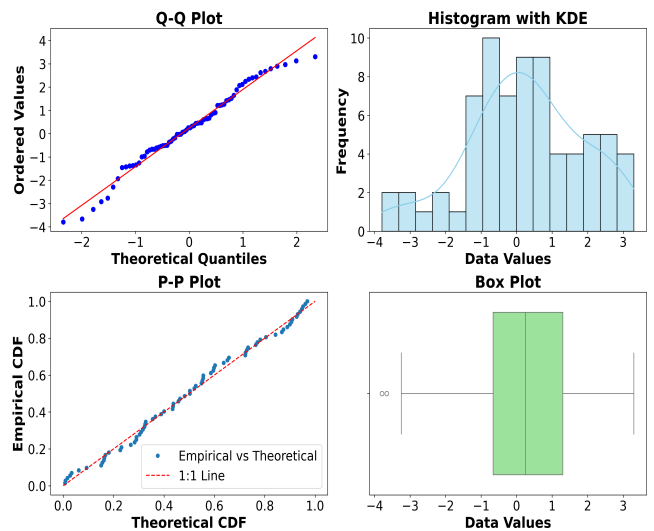 Q-Q Plot
Ordered Values
4
3
2
1
0
−1
−2
−3
−4
−2 −1 0 1 2
Theoretical Quantiles
Histogram with KDE
Frequency
10
8
6
4
2
0
−4 −3 −2 −1 0 1 2 3
Data Values
P-P Plot
Empirical CDF
1.0
0.8
0.6
0.4
0.2
0.0
Empirical vs Theoretical
1:1 Line
0.0 0.2 0.4 0.6 0.8 1.0
Theoretical CDF
Box Plot
−4 −3 −2 −1 0 1 2 3
Data Values